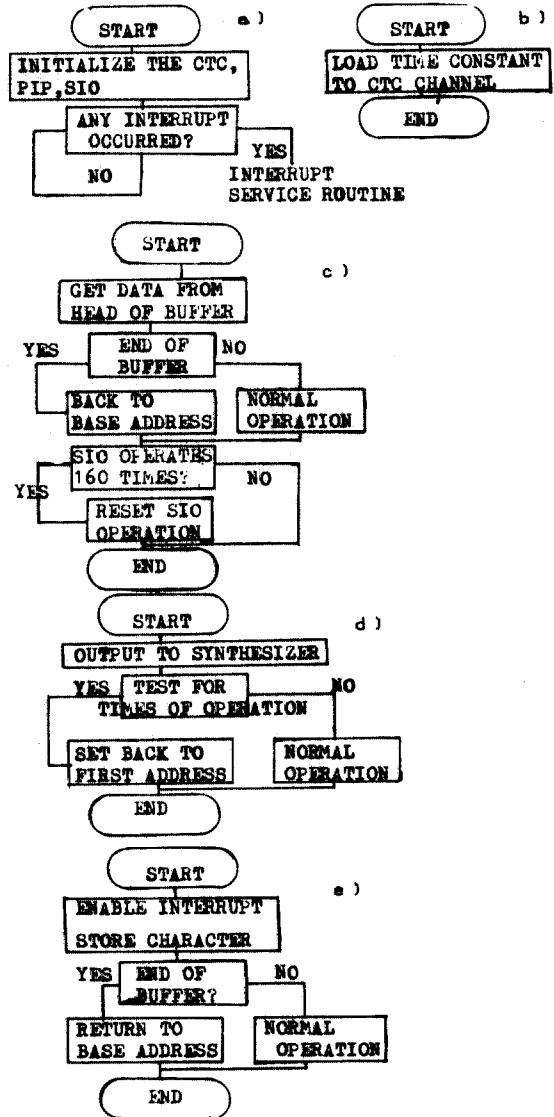 a )
START
INITIALIZE THE CTC,
PIP,SIO
ANY INTERRUPT
OCCURRED?
YES
NO
INTERRUPT
SERVICE ROUTINE
b )
START
LOAD TIME CONSTANT
TO CTC CHANNEL
END
c )
START
GET DATA FROM
HEAD OF BUFFER
YES
END OF
BUFFER
NO
BACK TO
BASE ADDRESS
NORMAL
OPERATION
SIO OPERATES
160 TIMES?
YES
NO
RESET SIO
OPERATION
END
d )
START
OUTPUT TO SYNTHESIZER
YES
TEST FOR
TIMES OF OPERATION
NO
SET BACK TO
FIRST ADDRESS
NORMAL
OPERATION
END
e )
START
ENABLE INTERRUPT
STORE CHARACTER
YES
END OF
BUFFER?
NO
RETURN TO
BASE ADDRESS
NORMAL
OPERATION
END